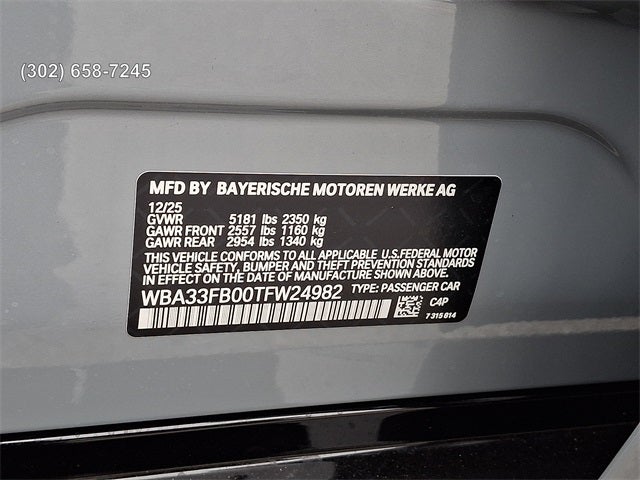 (302) 658-7245
MFD BY BAYERISCHE MOTOREN WERKE AG
12/25
GVWR 5181 lbs 2350 kg
GAWR FRONT 2557 lbs 1160 kg
GAWR REAR 2954 lbs 1340 kg
THIS VEHICLE CONFORMS TO ALL APPLICABLE U.S.FEDERAL MOTOR
VEHICLE SAFETY, BUMPER AND THEFT PREVENTION STANDARDS
IN EFFECT ON THE DATE OF MANUFACTURE SHOWN ABOVE.
WBA33FB00TFW24982 TYPE: PASSENGER CAR
C4P
7 315 614